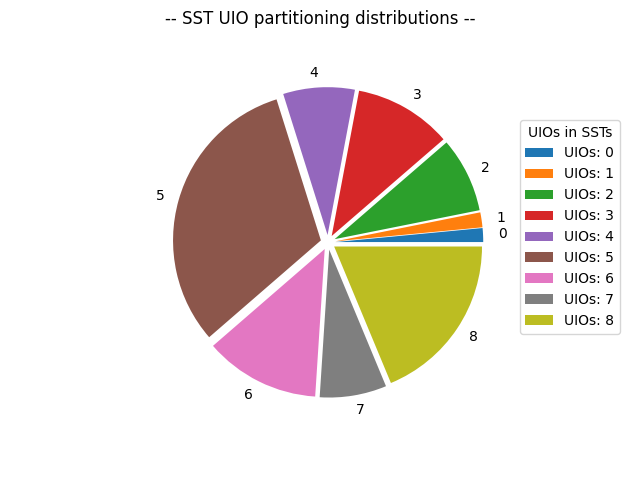 -- SST UIO partitioning distributions --
4
3
2
5
1
0
8
6
7
UIOs in SSTs
UIOs: 0
UIOs: 1
UIOs: 2
UIOs: 3
UIOs: 4
UIOs: 5
UIOs: 6
UIOs: 7
UIOs: 8